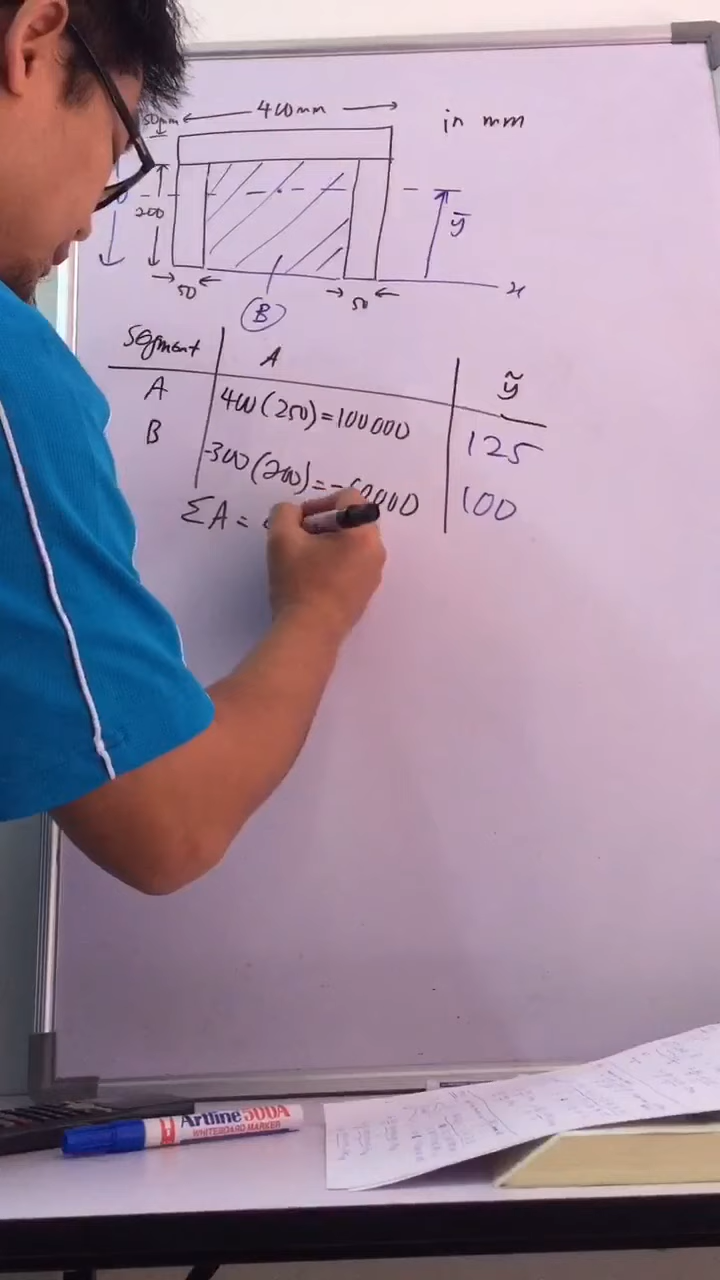 50mm 400mm in mm
200 ȳ
50 50 x
B
Segment A ỹ
A 400(250)=100000 125
B -300(200)=-60000 100
ΣA=
Artline 500A
WHITEBOARD MARKER